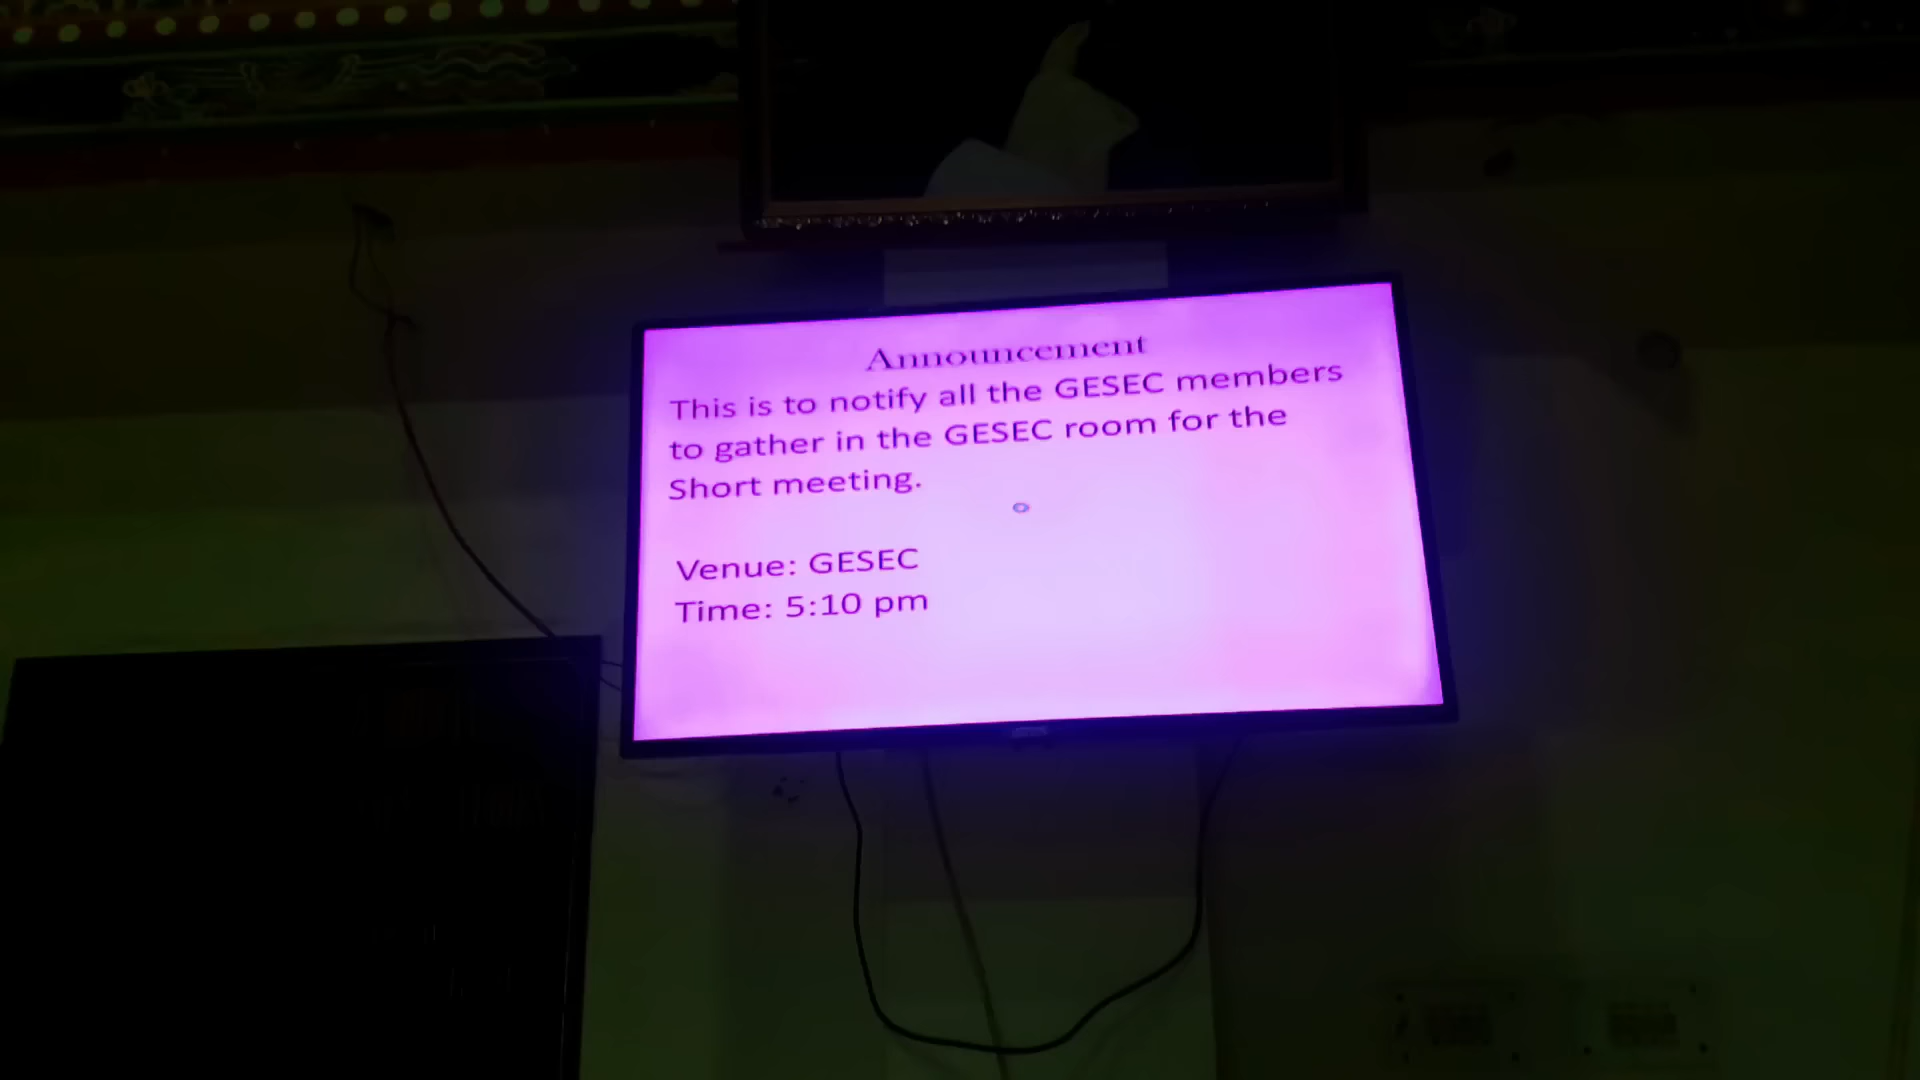 Announcement
This is to notify all the GESEC members
to gather in the GESEC room for the
Short meeting.
Venue: GESEC
Time: 5:10 pm